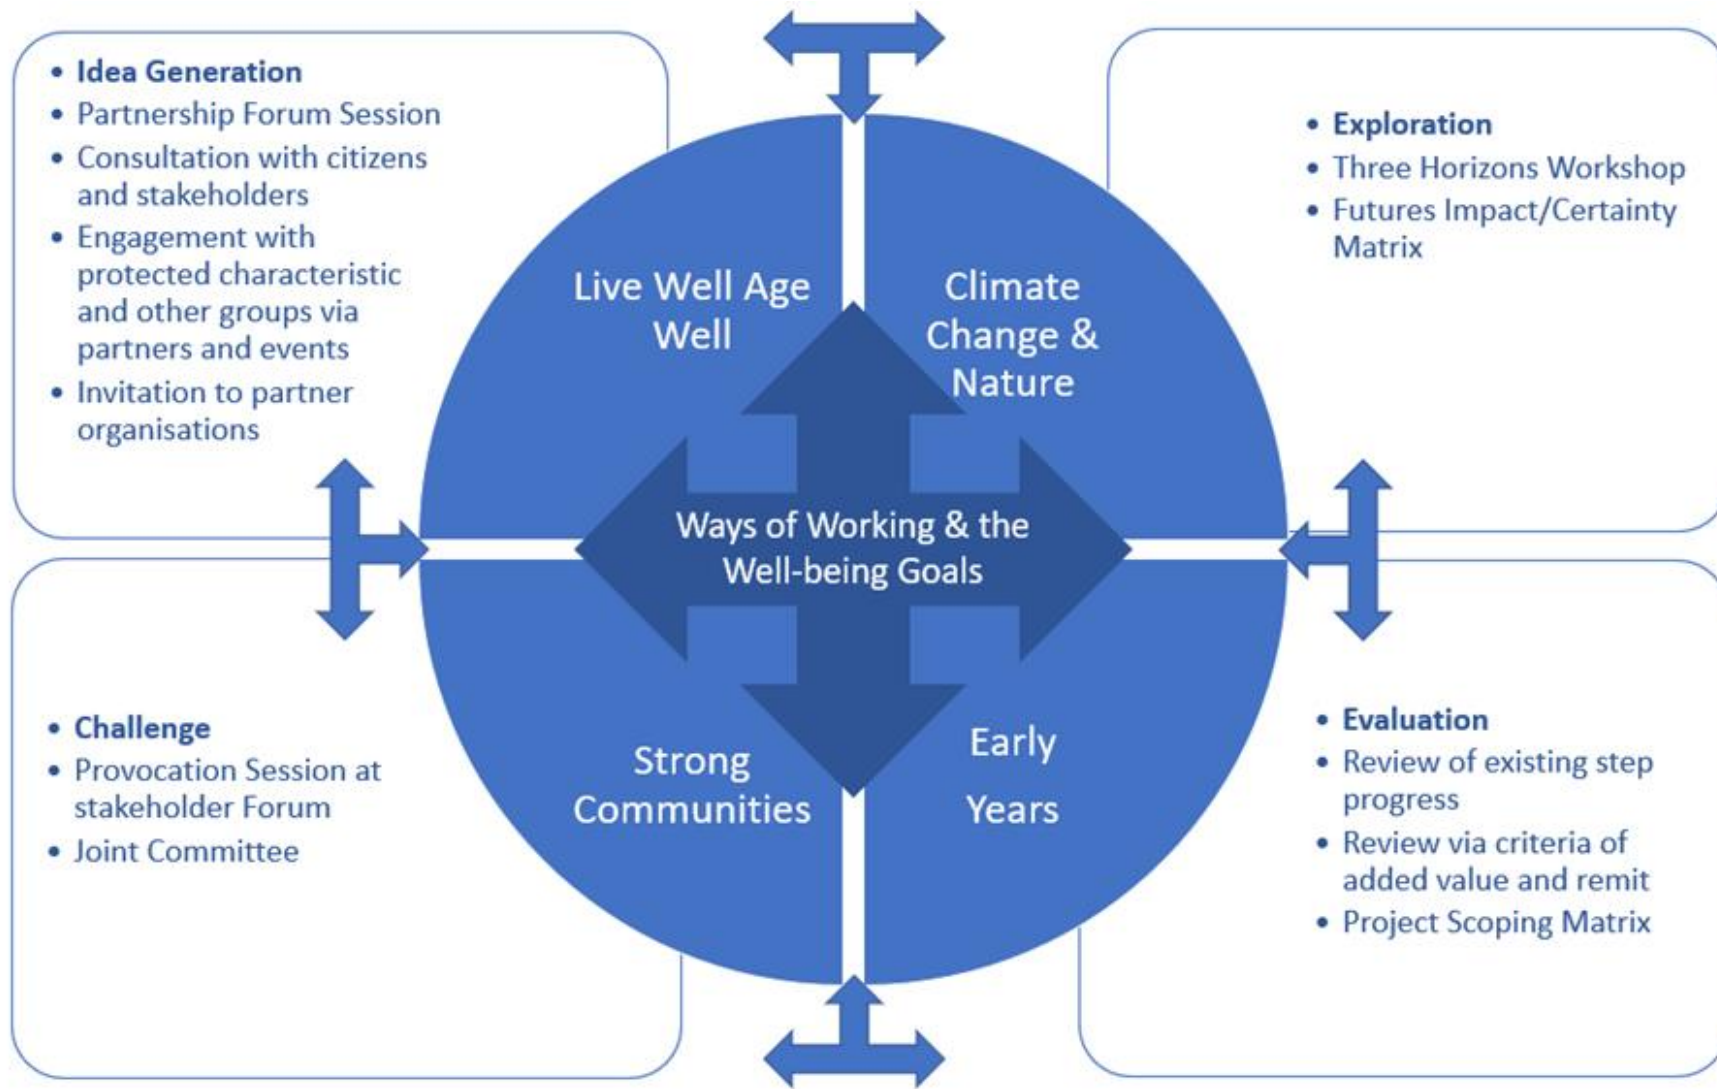 • Idea Generation
• Partnership Forum Session
• Consultation with citizens
and stakeholders
• Engagement with
protected characteristic
and other groups via
partners and events
• Invitation to partner
organisations
• Exploration
• Three Horizons Workshop
• Futures Impact/Certainty
Matrix
Live Well Age
Well
Climate
Change &
Nature
Ways of Working & the
Well-being Goals
Strong
Communities
Early
Years
• Challenge
• Provocation Session at
stakeholder Forum
• Joint Committee
• Evaluation
• Review of existing step
progress
• Review via criteria of
added value and remit
• Project Scoping Matrix